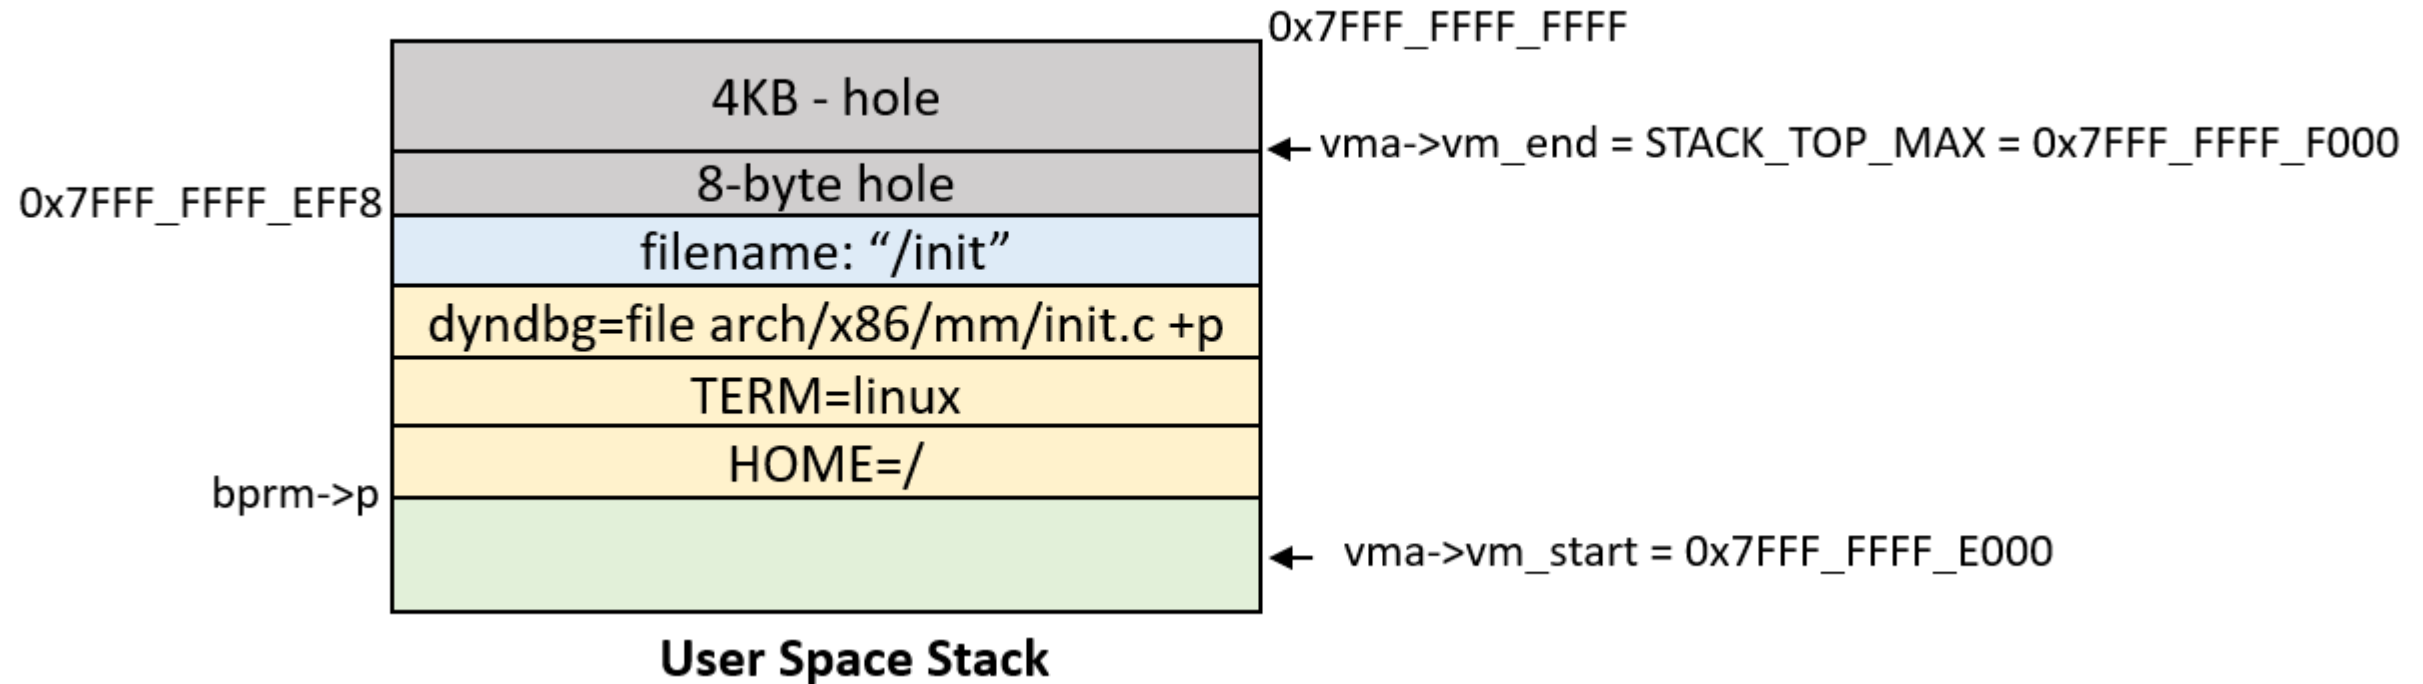 0x7FFF_FFFF_FFFF
4KB - hole
vma->vm_end = STACK_TOP_MAX = 0x7FFF_FFFF_F000
8-byte hole
0x7FFF_FFFF_EFF8
filename: “/init”
dyndbg=file arch/x86/mm/init.c +p
TERM=linux
HOME=/
bprm->p
vma->vm_start = 0x7FFF_FFFF_E000
User Space Stack